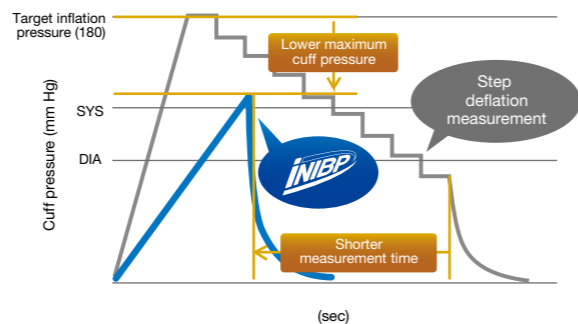 Target inflation
pressure (180)
Lower maximum
cuff pressure
Step
deflation
measurement
SYS
DIA
Cuff pressure (mm Hg)
iNIBP
Shorter
measurement time
(sec)